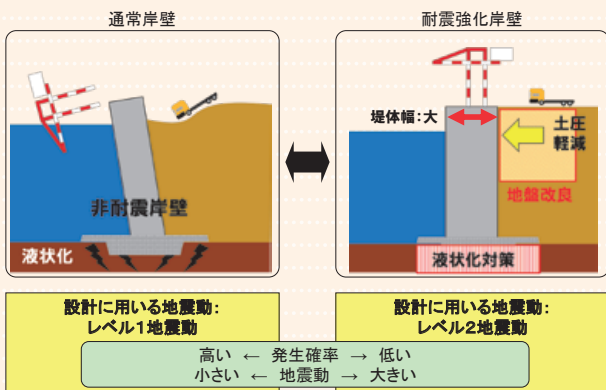 通常岸壁
非耐震岸壁
液状化
設計に用いる地震動:
レベル1地震動
耐震強化岸壁
堤体幅:大
土圧
軽減
地盤改良
液状化対策
設計に用いる地震動:
レベル2地震動
高い ← 発生確率 → 低い
小さい ← 地震動 → 大きい